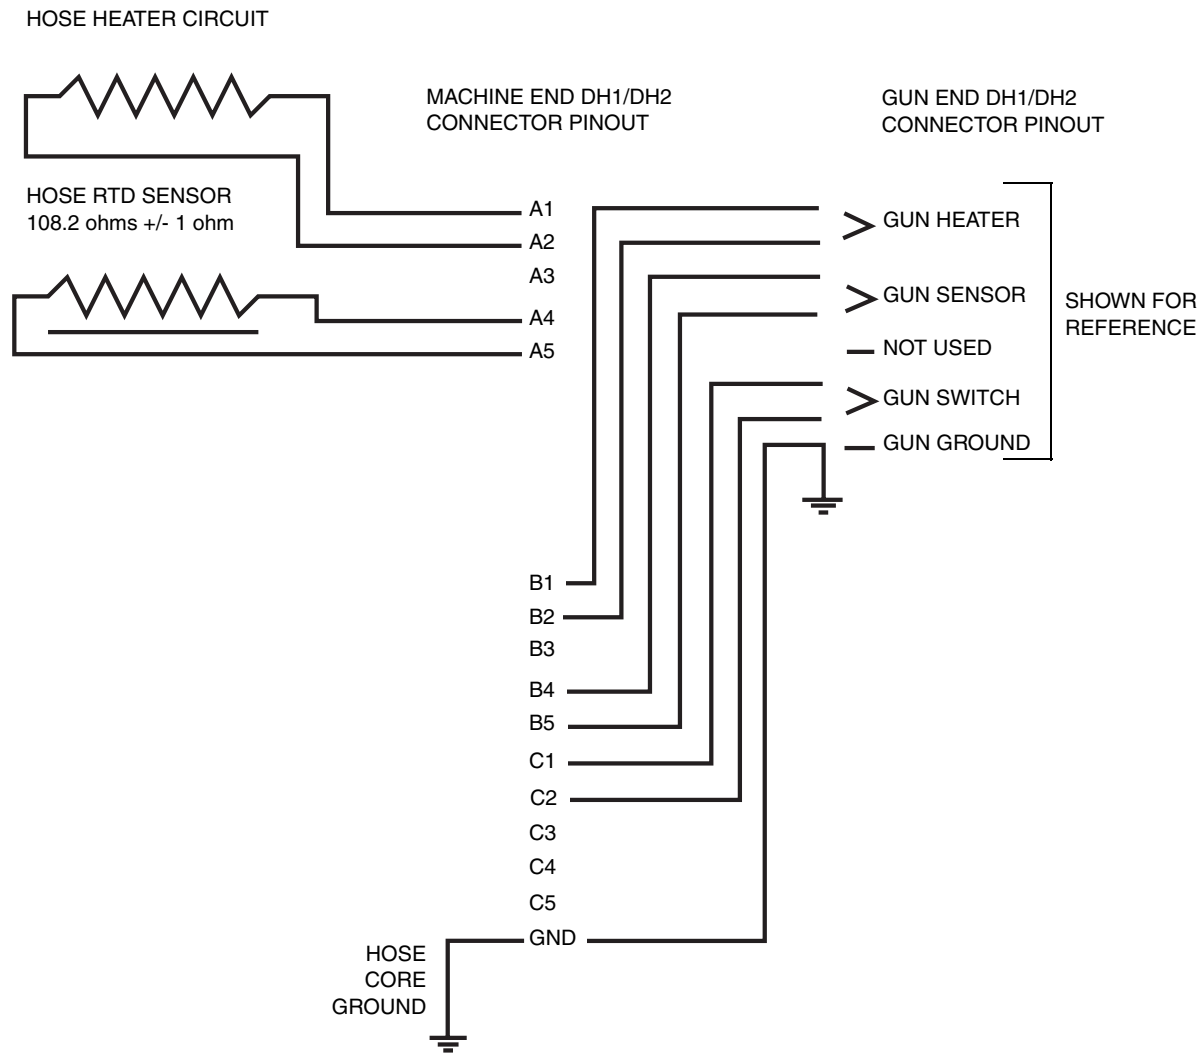 HOSE HEATER CIRCUIT
MACHINE END DH1/DH2
CONNECTOR PINOUT
GUN END DH1/DH2
CONNECTOR PINOUT
HOSE RTD SENSOR
108.2 ohms +/- 1 ohm
A1
A2
A3
A4
A5
GUN HEATER
GUN SENSOR
NOT USED
GUN SWITCH
GUN GROUND
SHOWN FOR
REFERENCE
B1
B2
B3
B4
B5
C1
C2
C3
C4
C5
GND
HOSE
CORE
GROUND